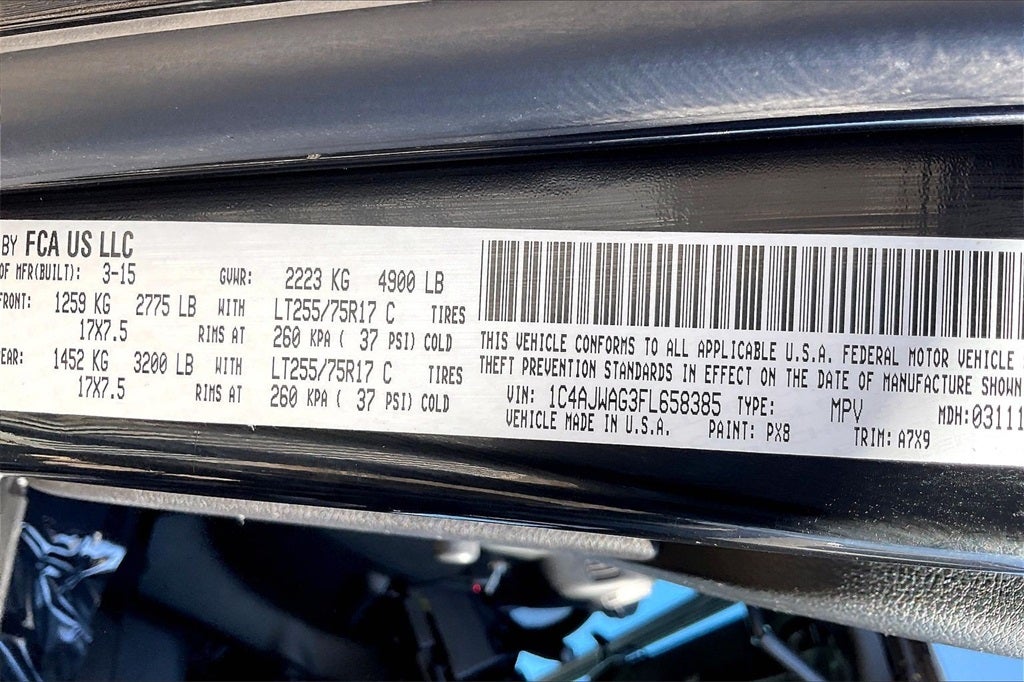 BY FCA US LLC
OF MFR(BUILT): 3-15 GVWR: 2223 KG 4900 LB
FRONT: 1259 KG 2775 LB WITH LT255/75R17 C TIRES
17X7.5 RIMS AT 260 KPA ( 37 PSI) COLD
EAR: 1452 KG 3200 LB WITH LT255/75R17 C TIRES
17X7.5 RIMS AT 260 KPA ( 37 PSI) COLD
THIS VEHICLE CONFORMS TO ALL APPLICABLE U.S.A. FEDERAL MOTOR VEHICLE
THEFT PREVENTION STANDARDS IN EFFECT ON THE DATE OF MANUFACTURE SHOWN
VIN: 1C4AJWAG3FL658385 TYPE: MPV MDH: 03111
VEHICLE MADE IN U.S.A. PAINT: PX8 TRIM: A7X9